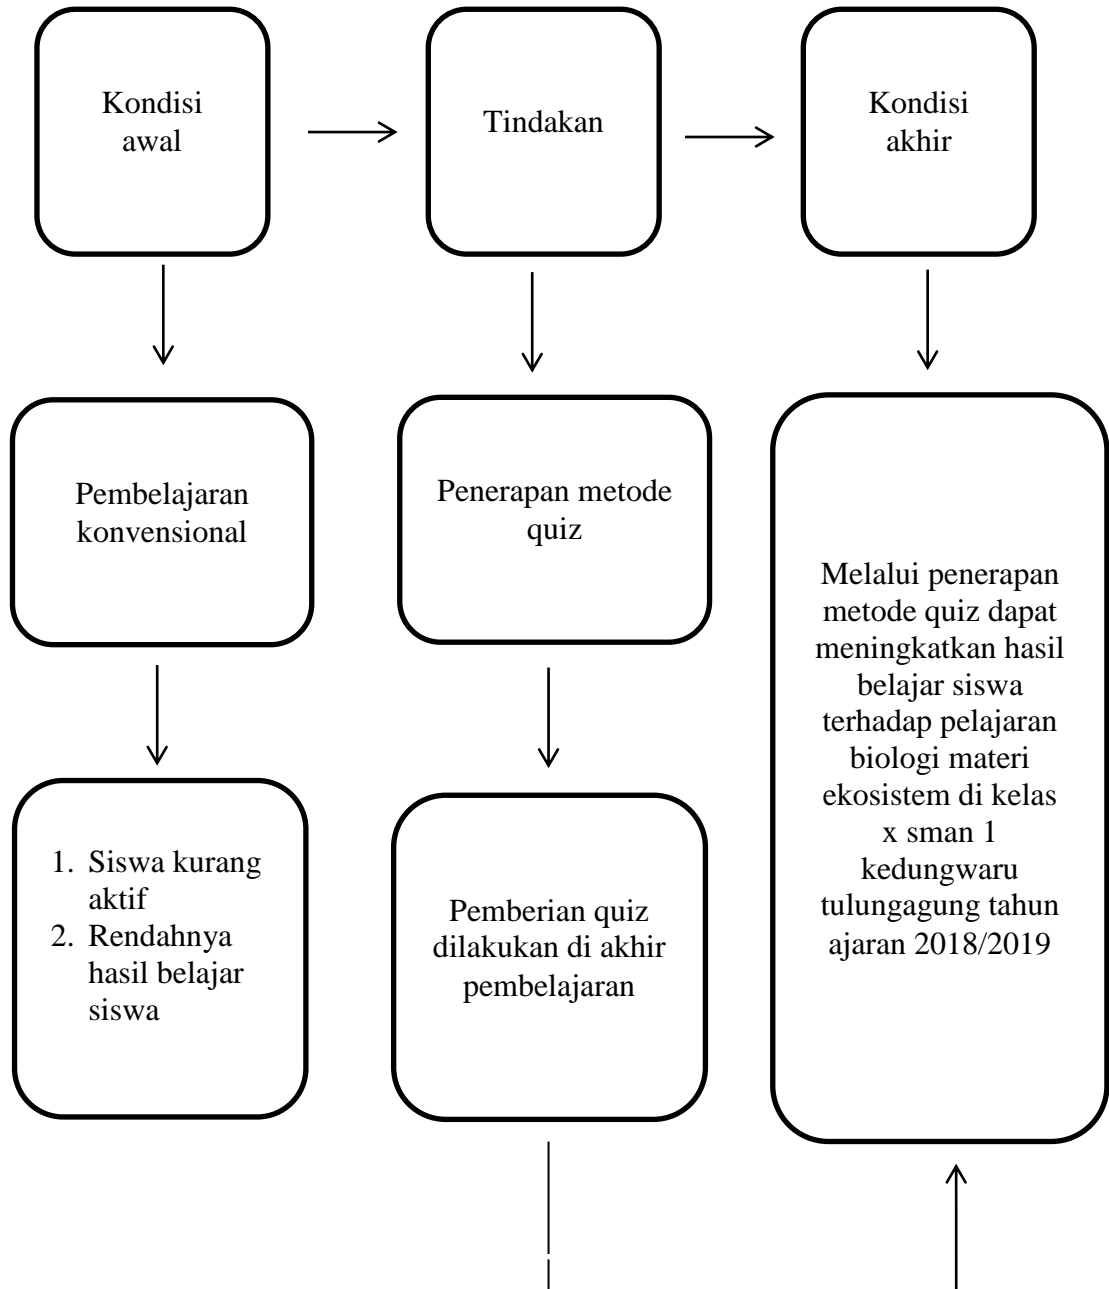 Kondisi
awal
Tindakan
Kondisi
akhir
Pembelajaran
konvensional
Penerapan metode
quiz
Melalui penerapan
metode quiz dapat
meningkatkan hasil
belajar siswa
terhadap pelajaran
biologi materi
ekosistem di kelas
x sman 1
kedungwaru
tulungagung tahun
ajaran 2018/2019
1. Siswa kurang
aktif
2. Rendahnya
hasil belajar
siswa
Pemberian quiz
dilakukan di akhir
pembelajaran